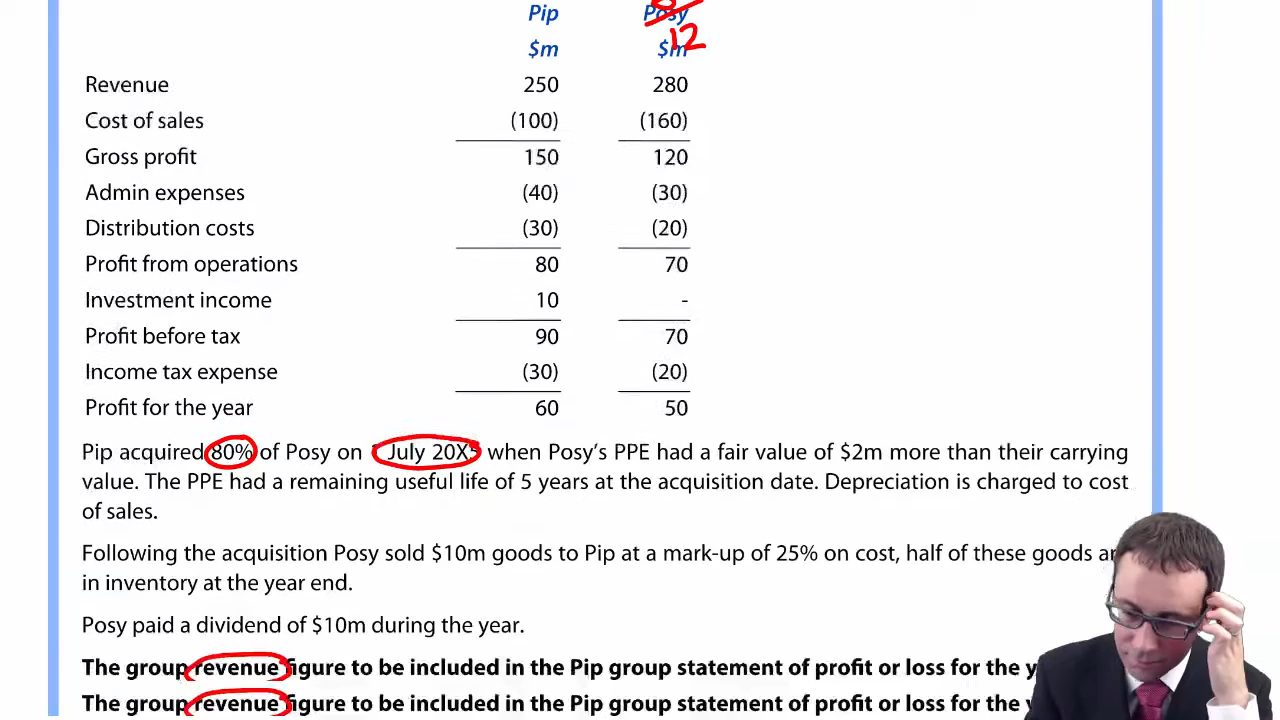 Pip Posy
12
$m $m
Revenue 250 280
Cost of sales (100) (160)
Gross profit 150 120
Admin expenses (40) (30)
Distribution costs (30) (20)
Profit from operations 80 70
Investment income 10 -
Profit before tax 90 70
Income tax expense (30) (20)
Profit for the year 60 50
Pip acquired 80% of Posy on July 20X5 when Posy's PPE had a fair value of $2m more than their carrying
value. The PPE had a remaining useful life of 5 years at the acquisition date. Depreciation is charged to cost
of sales.
Following the acquisition Posy sold $10m goods to Pip at a mark-up of 25% on cost, half of these goods
in inventory at the year end.
Posy paid a dividend of $10m during the year.
The group revenue figure to be included in the Pip group statement of profit or loss for the
The group revenue figure to be included in the Pip group statement of profit or loss for the